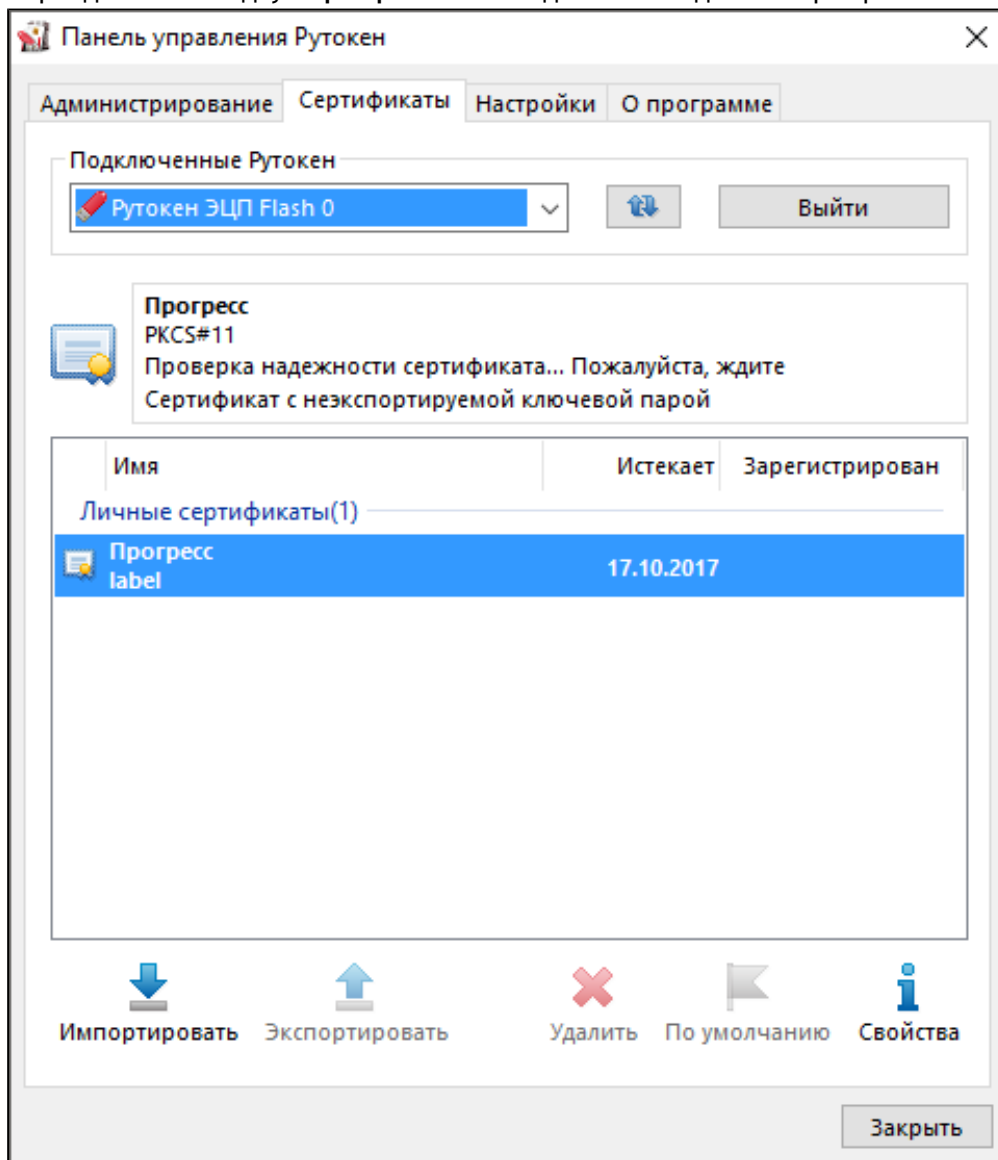 Панель управления Рутокен
Администрирование Сертификаты Настройки О программе
Подключенные Рутокен
Рутокен ЭЦП Flash 0
Выйти
Прогресс
PKCS#11
Проверка надежности сертификата... Пожалуйста, ждите
Сертификат с неэкспортируемой ключевой парой
Имя Истекает Зарегистрирован
Личные сертификаты(1)
Прогресс
label
17.10.2017
Импортировать Экспортировать Удалить По умолчанию Свойства
Закрыть